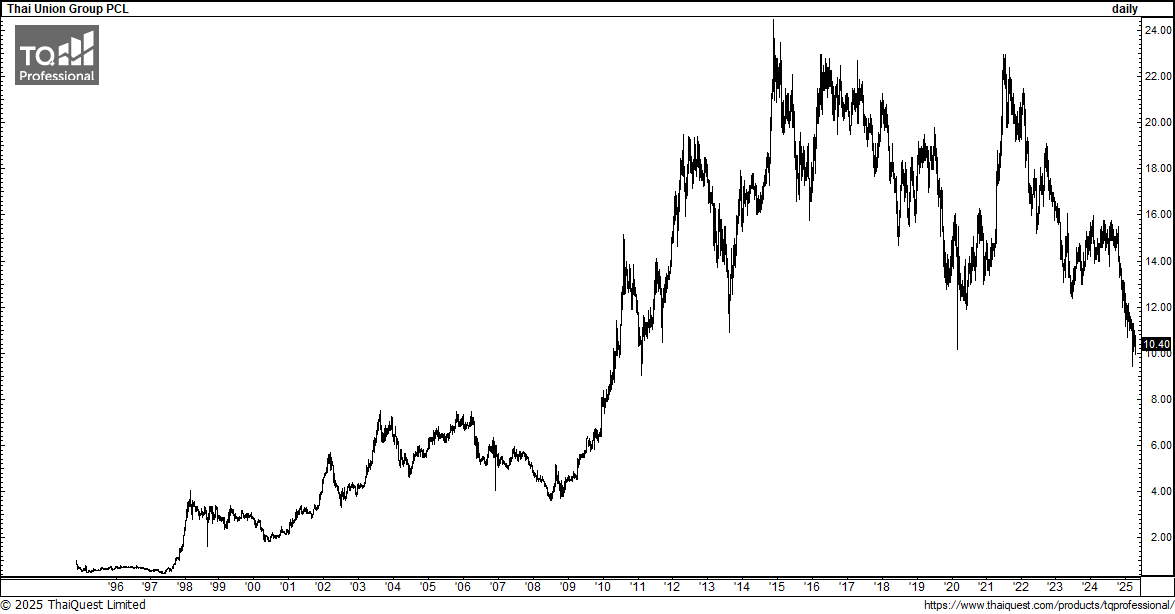 Thai Union Group PCL daily
TQ
Professional
24.00
22.00
20.00
18.00
16.00
14.00
12.00
10.40
10.00
8.00
6.00
4.00
2.00
'96 '97 '98 '99 '00 '01 '02 '03 '04 '05 '06 '07 '08 '09 '10 '11 '12 '13 '14 '15 '16 '17 '18 '19 '20 '21 '22 '23 '24 '25
© 2025 ThaiQuest Limited https://www.thaiquest.com/products/tqprofessional/